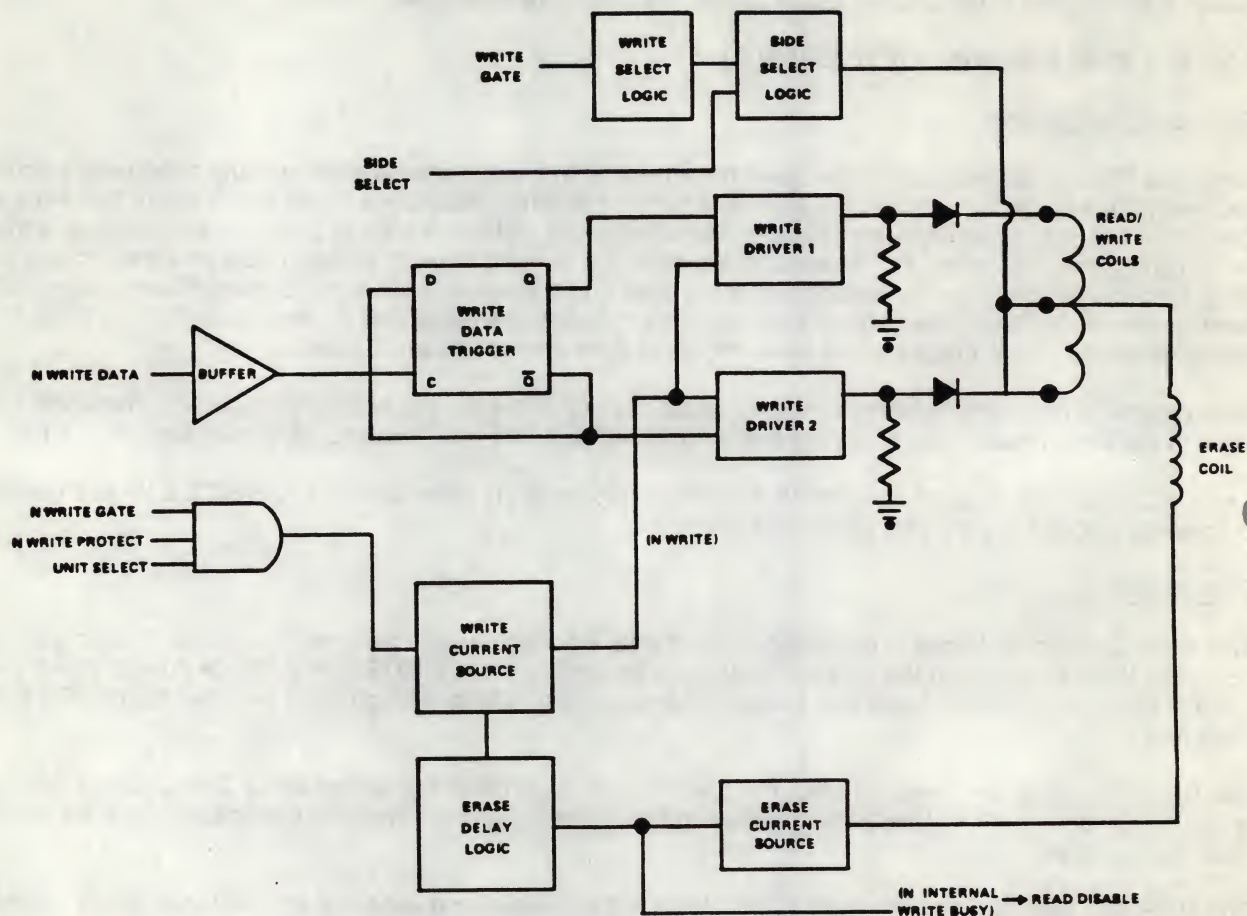 WRITE
GATE
WRITE
SELECT
LOGIC
SIDE
SELECT
LOGIC
SIDE
SELECT
READ/
WRITE
COILS
WRITE
DRIVER 1
D
Q
WRITE
DATA
TRIGGER
C
Q̅
N WRITE DATA
BUFFER
WRITE
DRIVER 2
ERASE
COIL
N WRITE GATE
N WRITE PROTECT
UNIT SELECT
(N WRITE)
WRITE
CURRENT
SOURCE
ERASE
DELAY
LOGIC
ERASE
CURRENT
SOURCE
(N INTERNAL
WRITE BUSY)
→ READ DISABLE